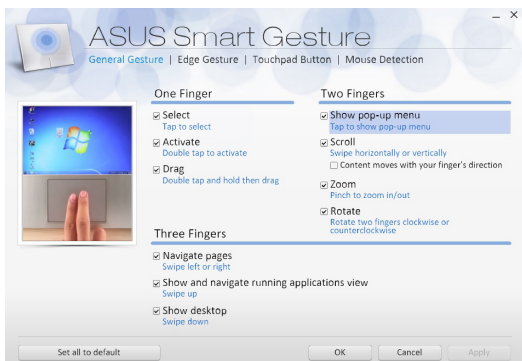 ASUS Smart Gesture
General Gesture | Edge Gesture | Touchpad Button | Mouse Detection
One Finger
Select
Tap to select
Activate
Double tap to activate
Drag
Double tap and hold then drag
Two Fingers
Show pop-up menu
Tap to show pop-up menu
Scroll
Swipe horizontally or vertically
Content moves with your finger's direction
Zoom
Pinch to zoom in/out
Rotate
Rotate two fingers clockwise or
counterclockwise
Three Fingers
Navigate pages
Swipe left or right
Show and navigate running applications view
Swipe up
Show desktop
Swipe down
Set all to default
OK
Cancel
Apply